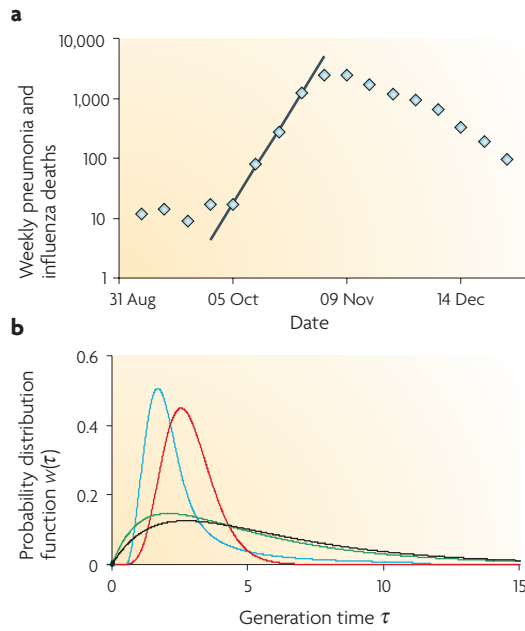 a
10,000
1,000
100
10
1
Weekly pneumonia and
influenza deaths
31 Aug 05 Oct 09 Nov 14 Dec
Date
b
0.6
0.4
0.2
0
Probability distribution
function w(τ)
0 5 10 15
Generation time τ